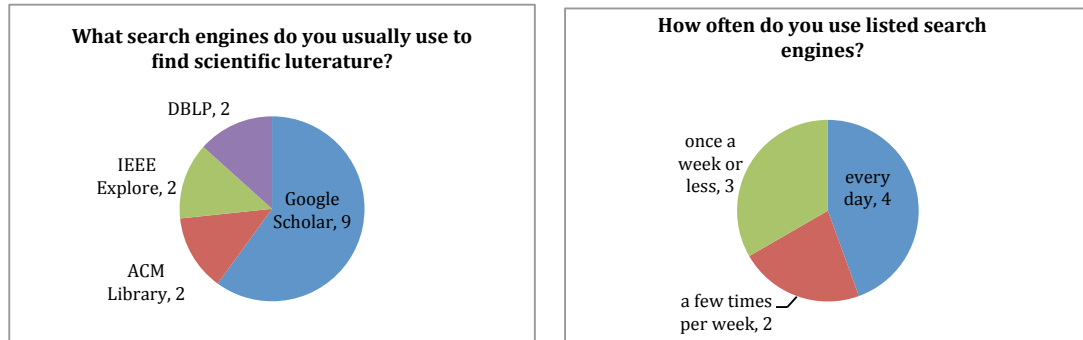 What search engines do you usually use to
find scientific luterature?
DBLP, 2
IEEE
Explore, 2
Google
Scholar, 9
ACM
Library, 2
How often do you use listed search
engines?
once a
week or
less, 3
every
day, 4
a few times
per week, 2